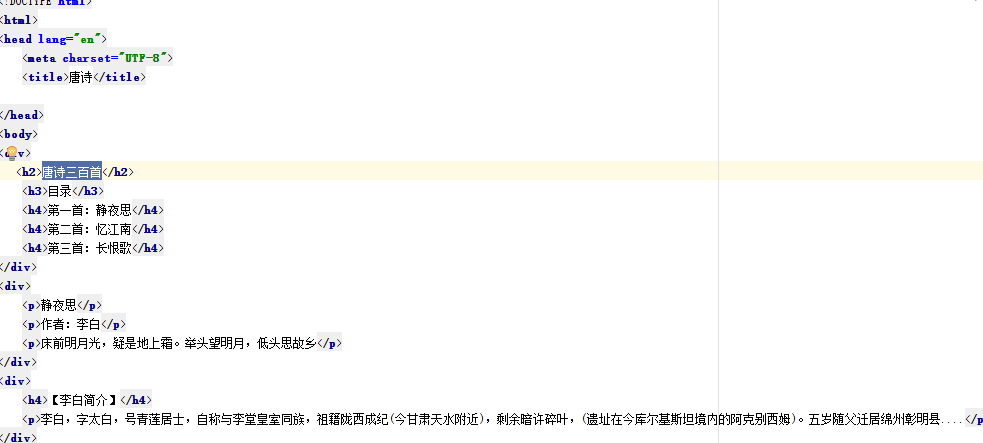 <!DOCTYPE html>
<html>
<head lang="en">
<meta charset="UTF-8">
<title>唐诗</title>
</head>
<body>
<div>
<h2>唐诗三百首</h2>
<h3>目录</h3>
<h4>第一首：静夜思</h4>
<h4>第二首：忆江南</h4>
<h4>第三首：长恨歌</h4>
</div>
<div>
<p>静夜思</p>
<p>作者：李白</p>
<p>床前明月光，疑是地上霜。举头望明月，低头思故乡</p>
</div>
<div>
<h4>【李白简介】</h4>
<p>李白，字太白，号青莲居士，自称与李堂皇室同族，祖籍陇西成纪(今甘肃天水附近)，剩余暗许碎叶，(遗址在今库尔基斯坦境内的阿克别西姆)。五岁随父迁居绵州彰明县....</p
</div>